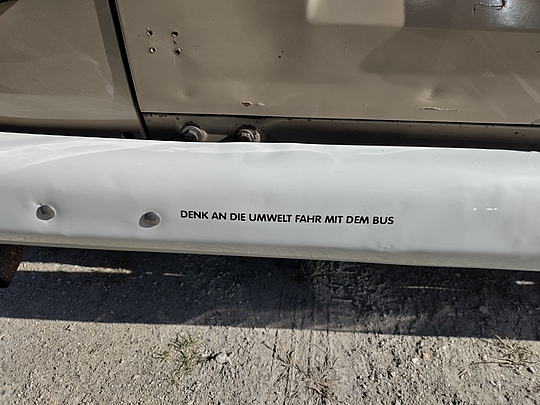 DENK AN DIE UMWELT FAHR MIT DEM BUS